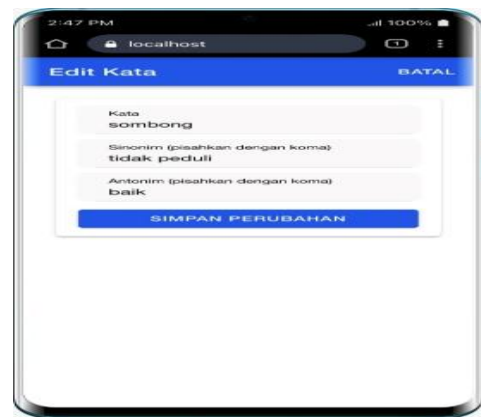 2:47 PM 100%
localhost 1
Edit Kata BATAL
Kata
sombong
Sinonim (pisahkan dengan koma)
tidak peduli
Antonim (pisahkan dengan koma)
baik
SIMPAN PERUBAHAN